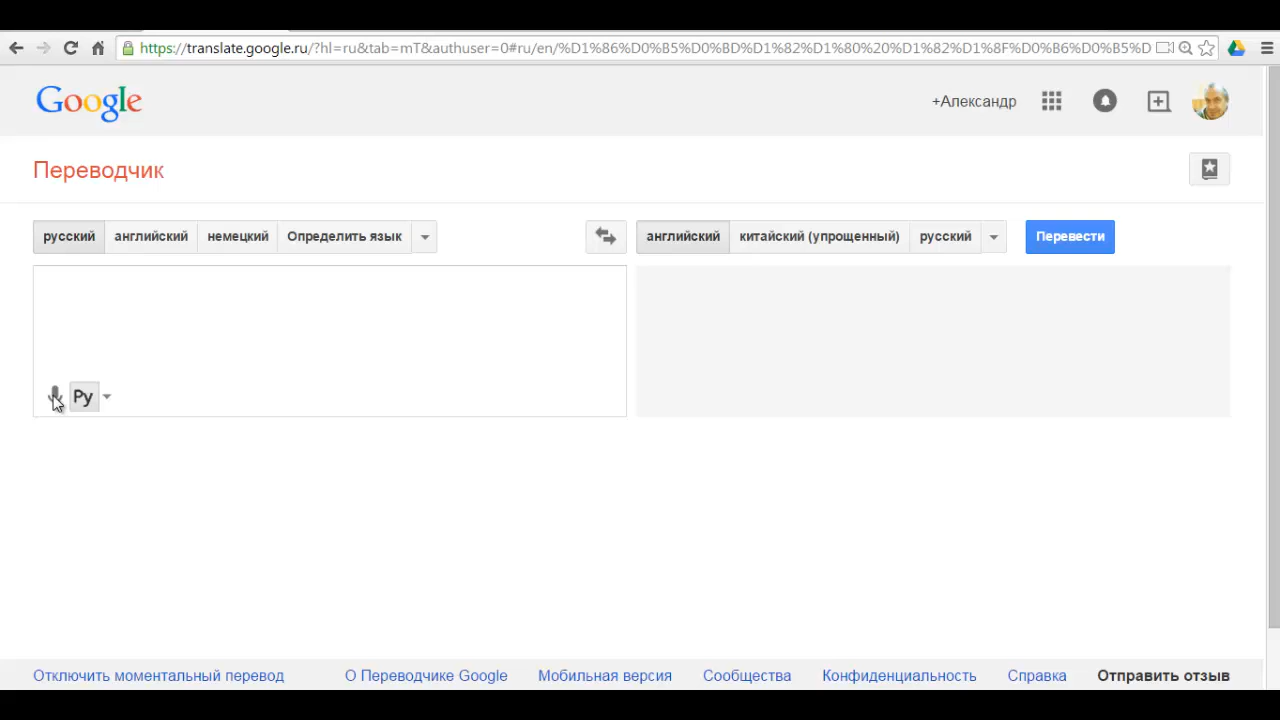 https://translate.google.ru/?hl=ru&tab=mT&authuser=0#ru/en/%D1%86%D0%B5%D0%BD%D1%82%D1%80%20%D1%82%D1%8F%D0%B6%D0%B5%D
Google
+Александр
Переводчик
русский английский немецкий Определить язык английский китайский (упрощенный) русский Перевести
Ру
Отключить моментальный перевод О Переводчике Google Мобильная версия Сообщества Конфиденциальность Справка Отправить отзыв